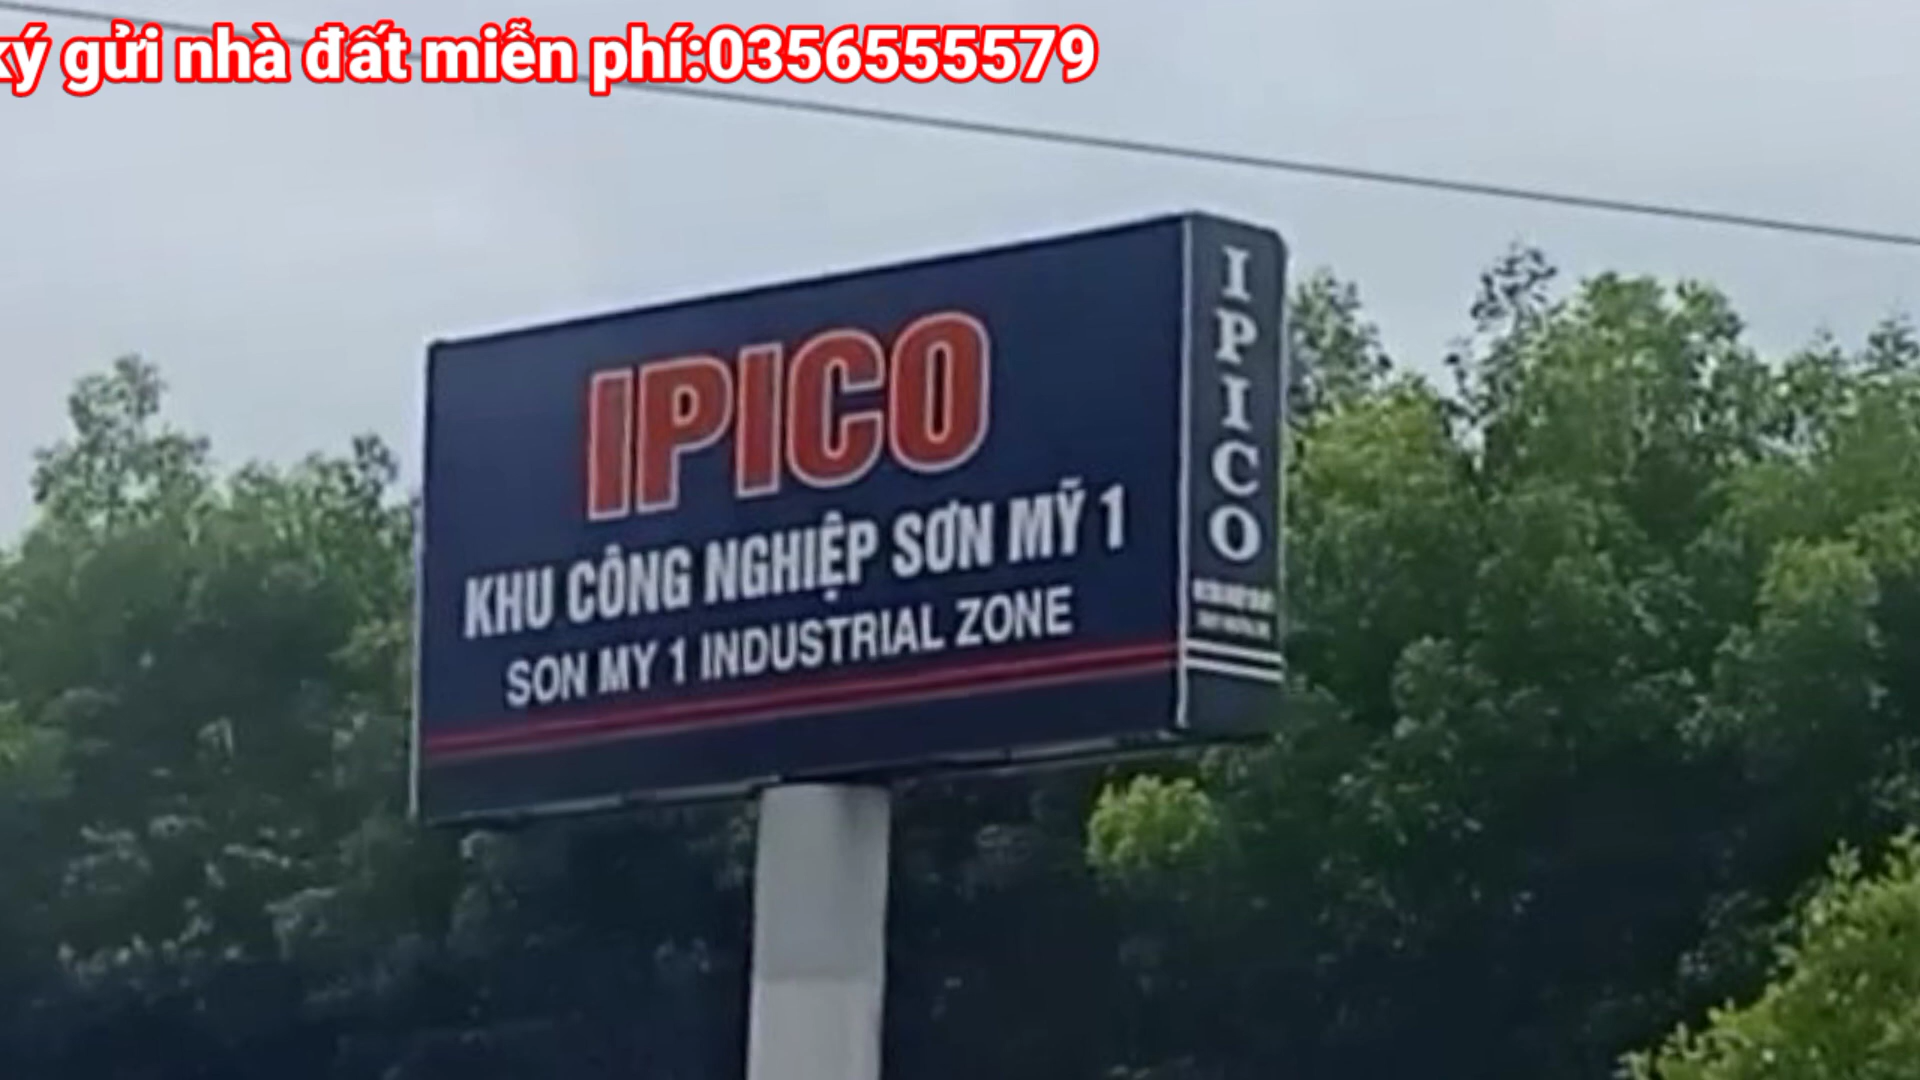 ký gửi nhà đất miễn phí:0356555579
IPICO
KHU CÔNG NGHIỆP SƠN MỸ 1
SON MY 1 INDUSTRIAL ZONE
IPICO